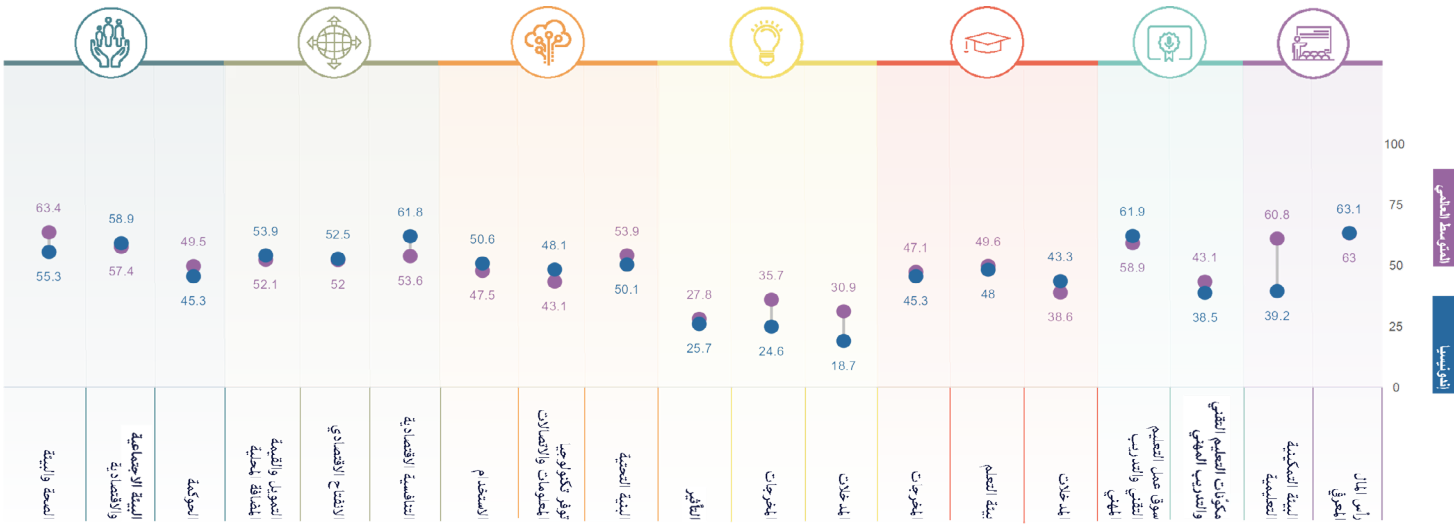 100
75
50
25
0
المتوسط العالمي
إندونيسيا
63.1
63
60.8
39.2
43.1
38.5
61.9
58.9
43.3
38.6
49.6
48
47.1
45.3
30.9
18.7
35.7
24.6
27.8
25.7
53.9
50.1
48.1
43.1
50.6
47.5
61.8
53.6
52.5
52
53.9
52.1
49.5
45.3
58.9
57.4
63.4
55.3
رأس المال
المعرفي
البيئة التمكينية
التعليمية
مكوّنات التعليم التقني
والتدريب المهني
سوق عمل التعليم
التقني والتدريب
المهني
المدخلات
بيئة التعلم
المخرجات
المدخلات
المخرجات
التأثير
البنية التحتية
توفر تكنولوجيا
المعلومات والاتصالات
الاستخدام
التنافسية الاقتصادية
الانفتاح الاقتصادي
التمويل والقيمة
المضافة المحلية
الحوكمة
البيئة الاجتماعية
والاقتصادية
الصحة والبيئة